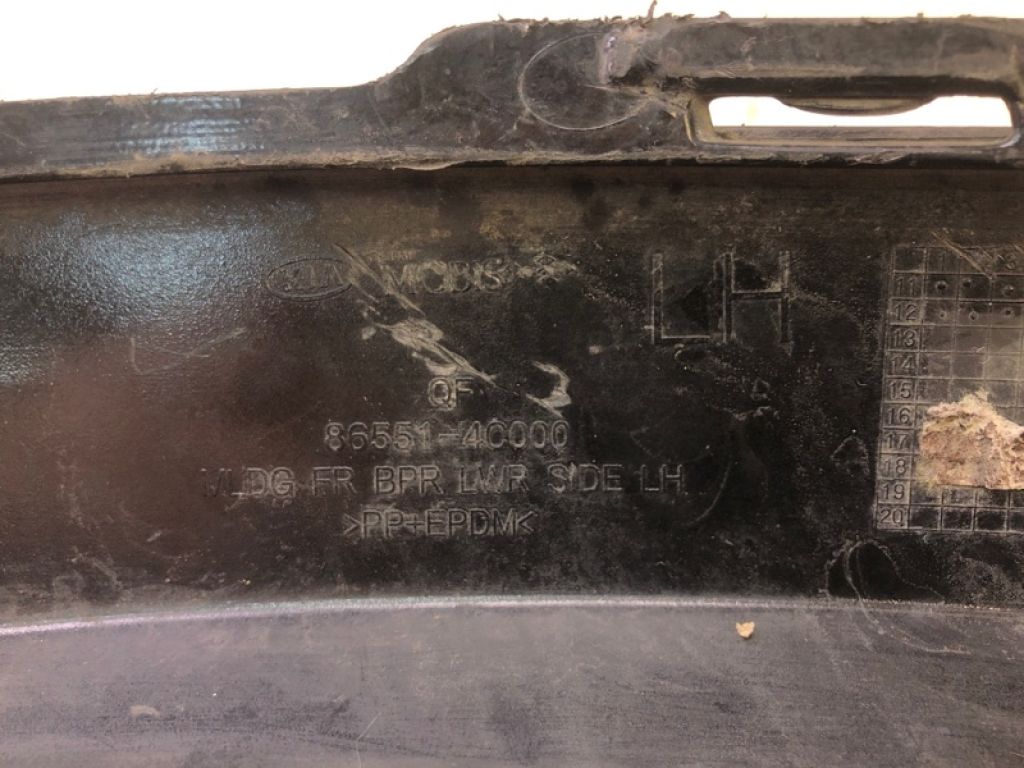 KIA MOBIS
LH
QF
86551-4C000
MLDG FR BPR LWR SIDE LH
>PP+EPDM<
11
12
13
14
15
16
17
18
19
20